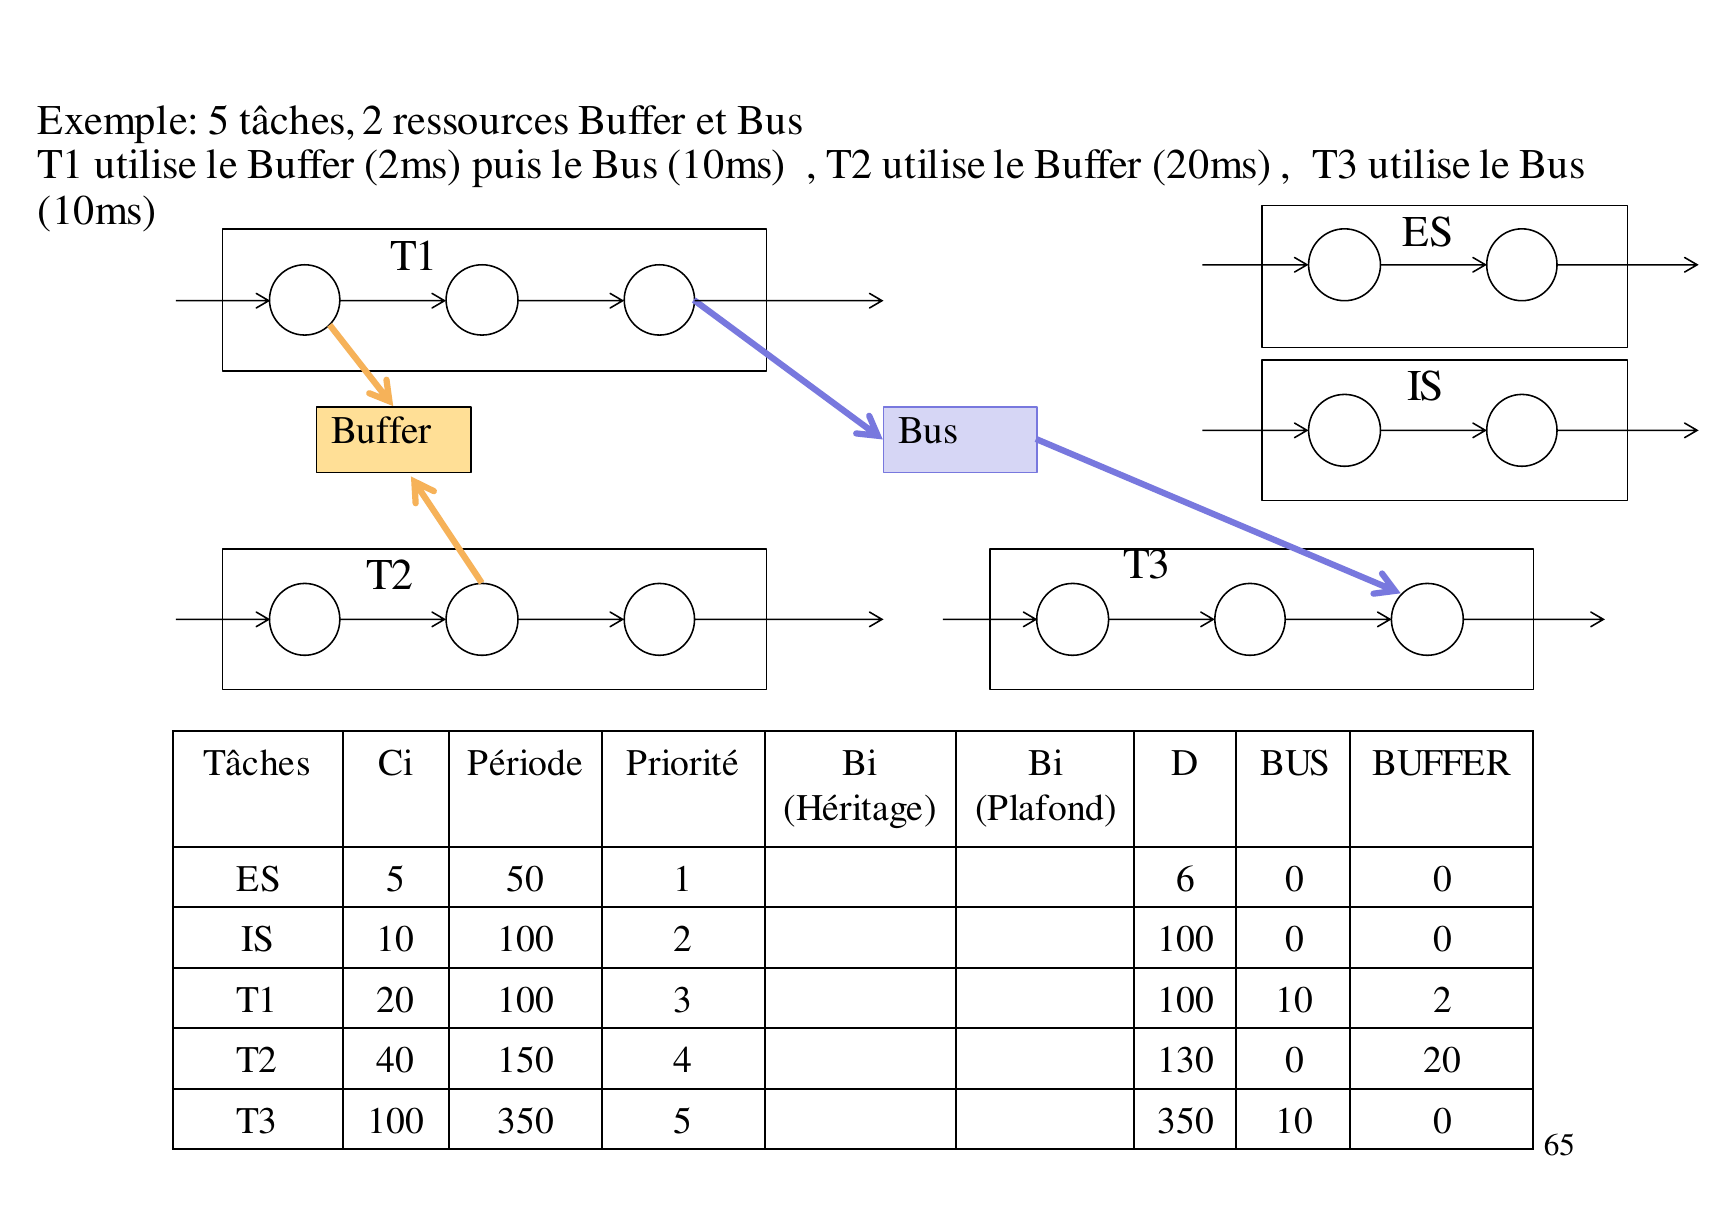 Exemple: 5 tâches, 2 ressources Buffer et Bus
T1 utilise le Buffer (2ms) puis le Bus (10ms)  , T2 utilise le Buffer (20ms) ,  T3 utilise le Bus
(10ms)
T1
ES
IS
Buffer
Bus
T2
T3
Tâches Ci Période Priorité Bi (Héritage) Bi (Plafond) D BUS BUFFER
ES 5 50 1 6 0 0
IS 10 100 2 100 0 0
T1 20 100 3 100 10 2
T2 40 150 4 130 0 20
T3 100 350 5 350 10 0
65